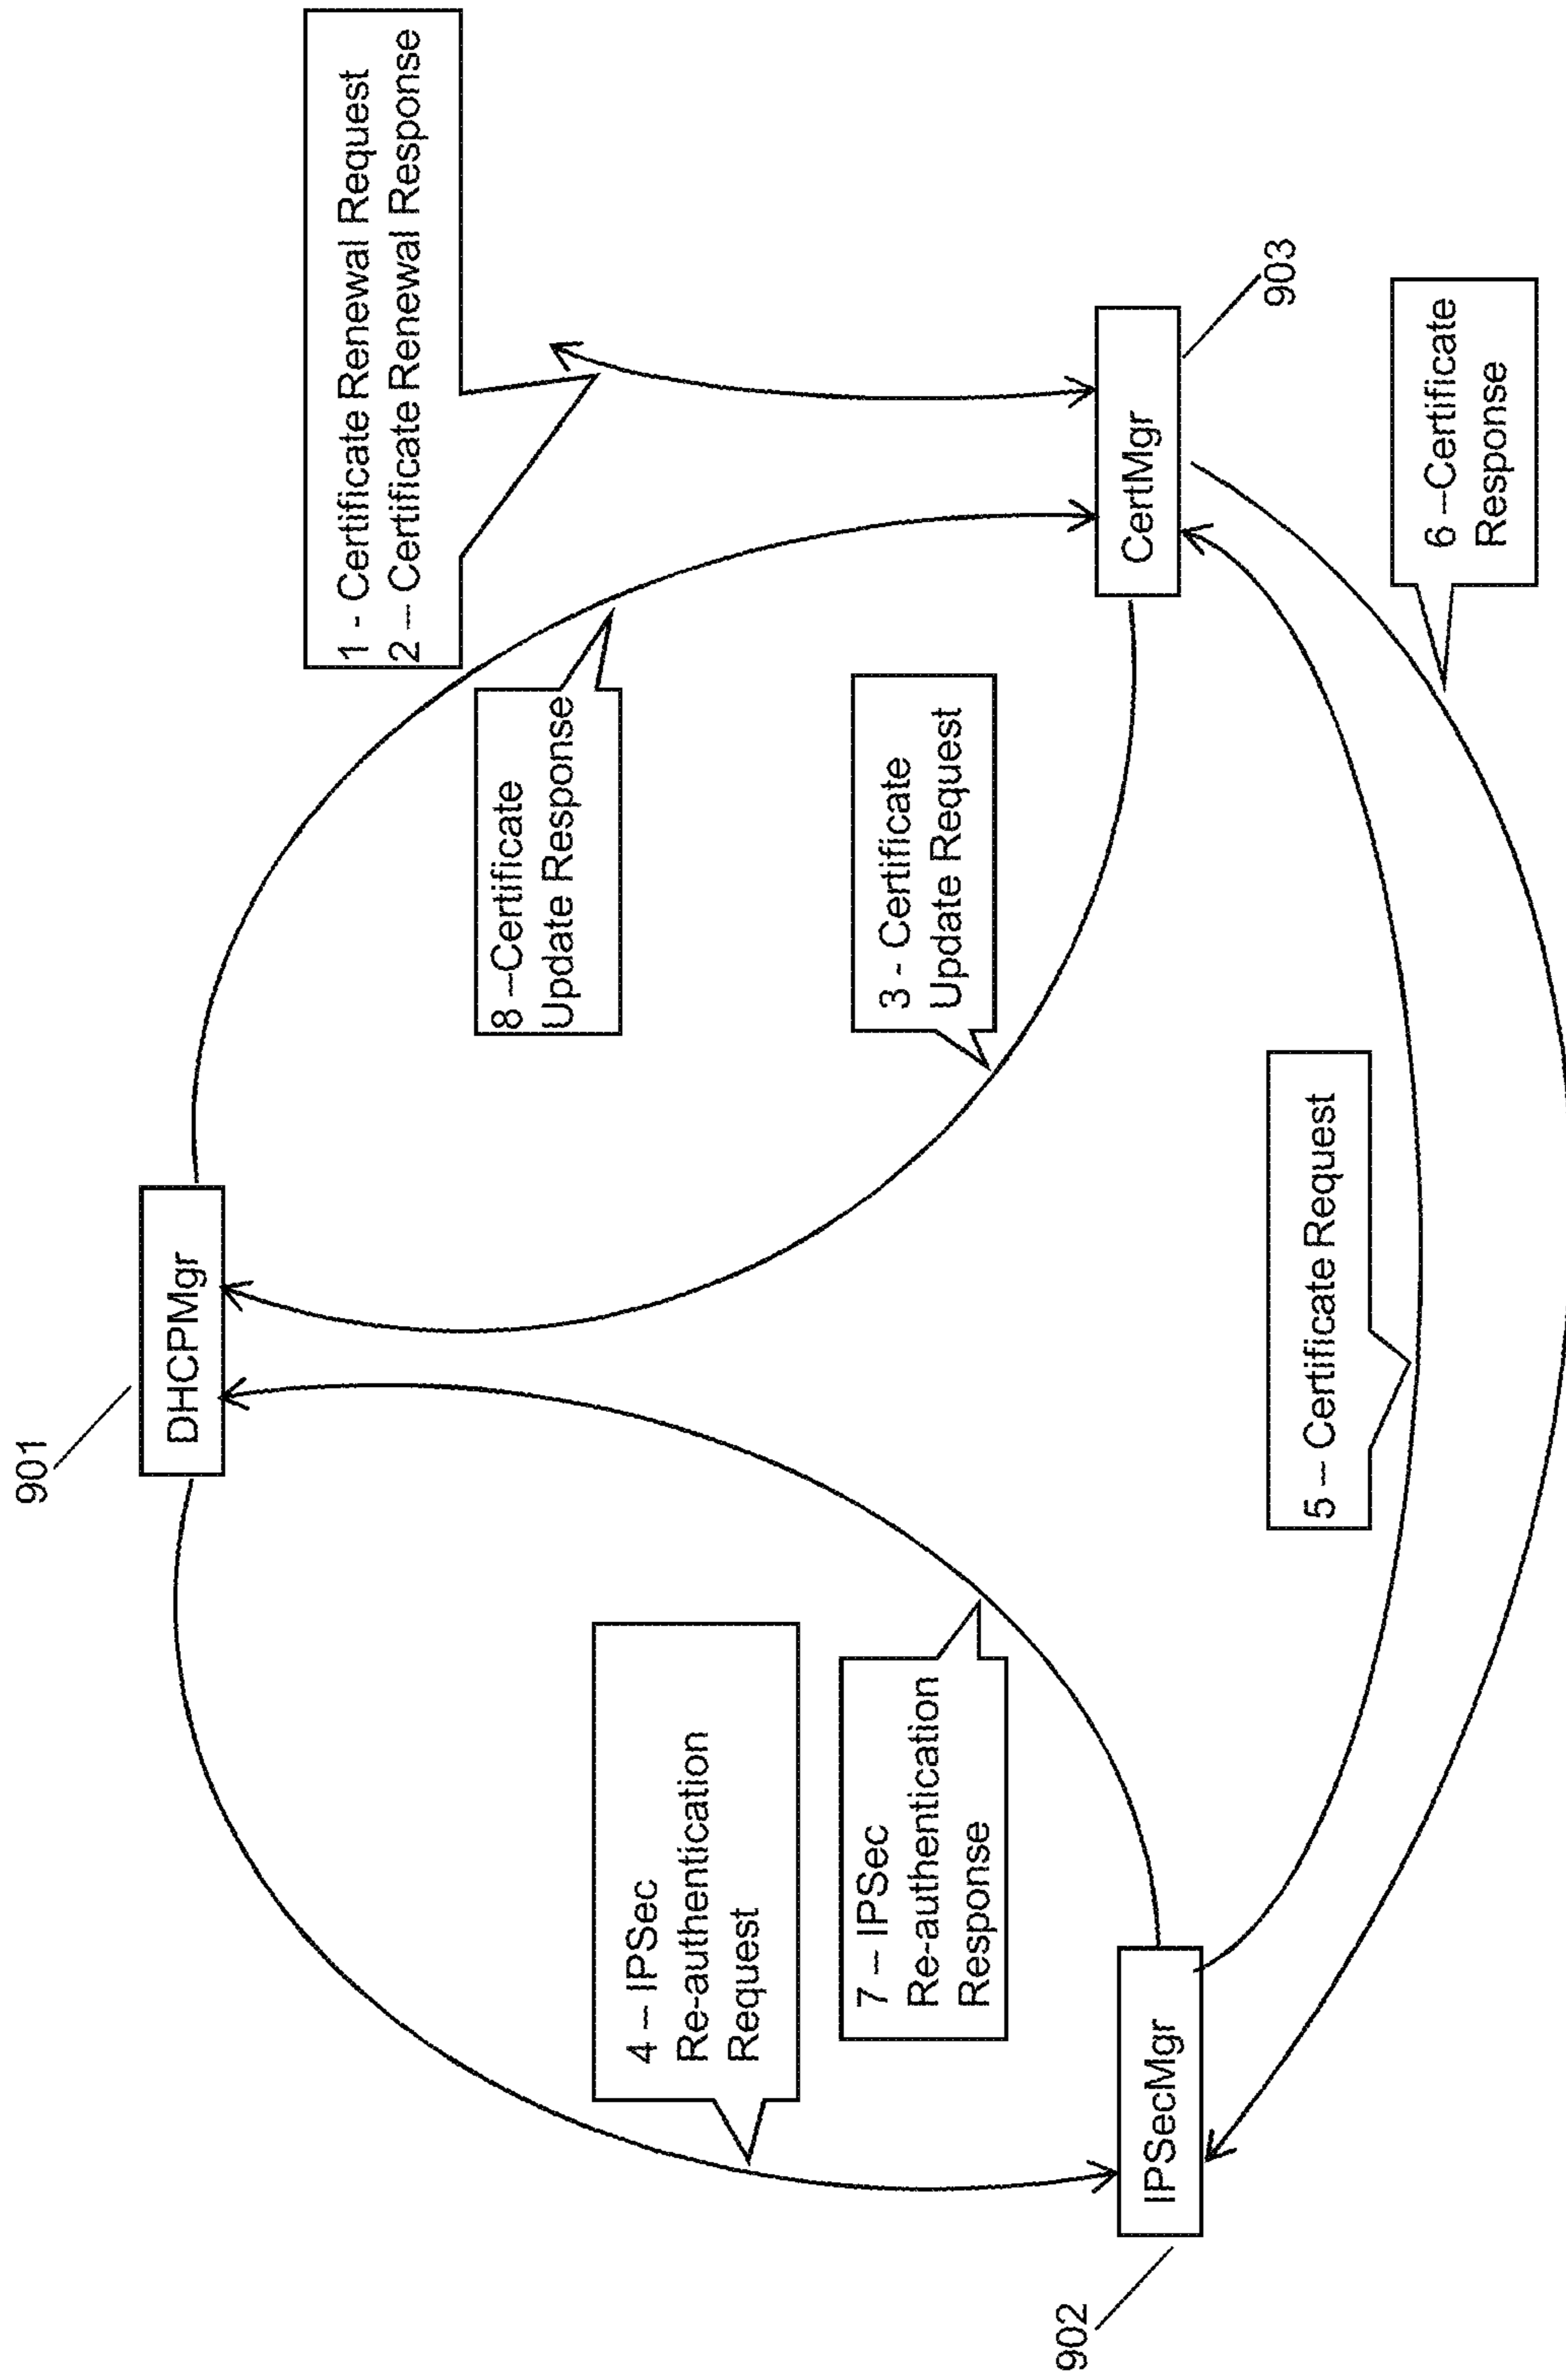 901
DHCPMgr
1 - Certificate Renewal Request
2 – Certificate Renewal Response
8 –Certificate
Update Response
4 – IPSec
Re-authentication
Request
7 – IPSec
Re-authentication
Response
3 - Certificate
Update Request
902
IPSecMgr
CertMgr
903
5 – Certificate Request
6 –Certificate
Response